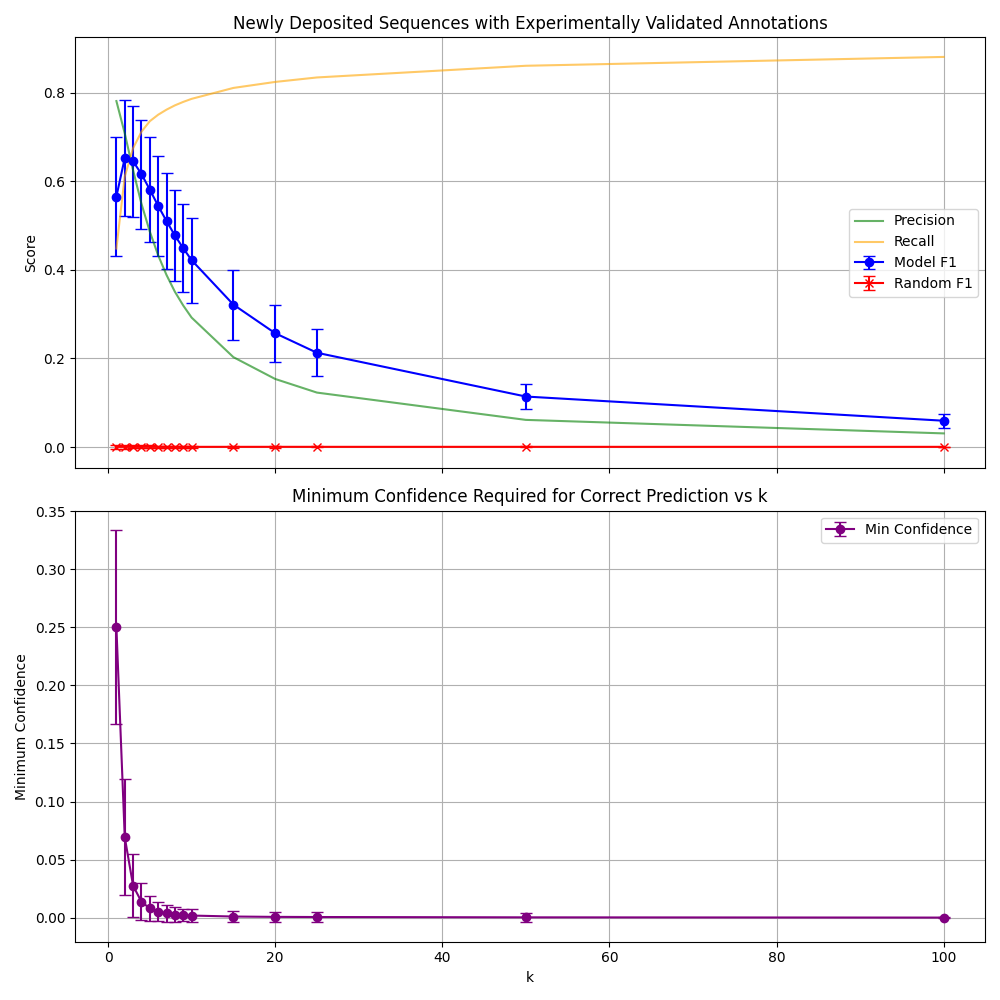 Newly Deposited Sequences with Experimentally Validated Annotations
0.8
0.6
0.4
0.2
0.0
Score
Precision
Recall
Model F1
Random F1
Minimum Confidence Required for Correct Prediction vs k
0.35
0.30
0.25
0.20
0.15
0.10
0.05
0.00
Minimum Confidence
Min Confidence
0 20 40 60 80 100
k